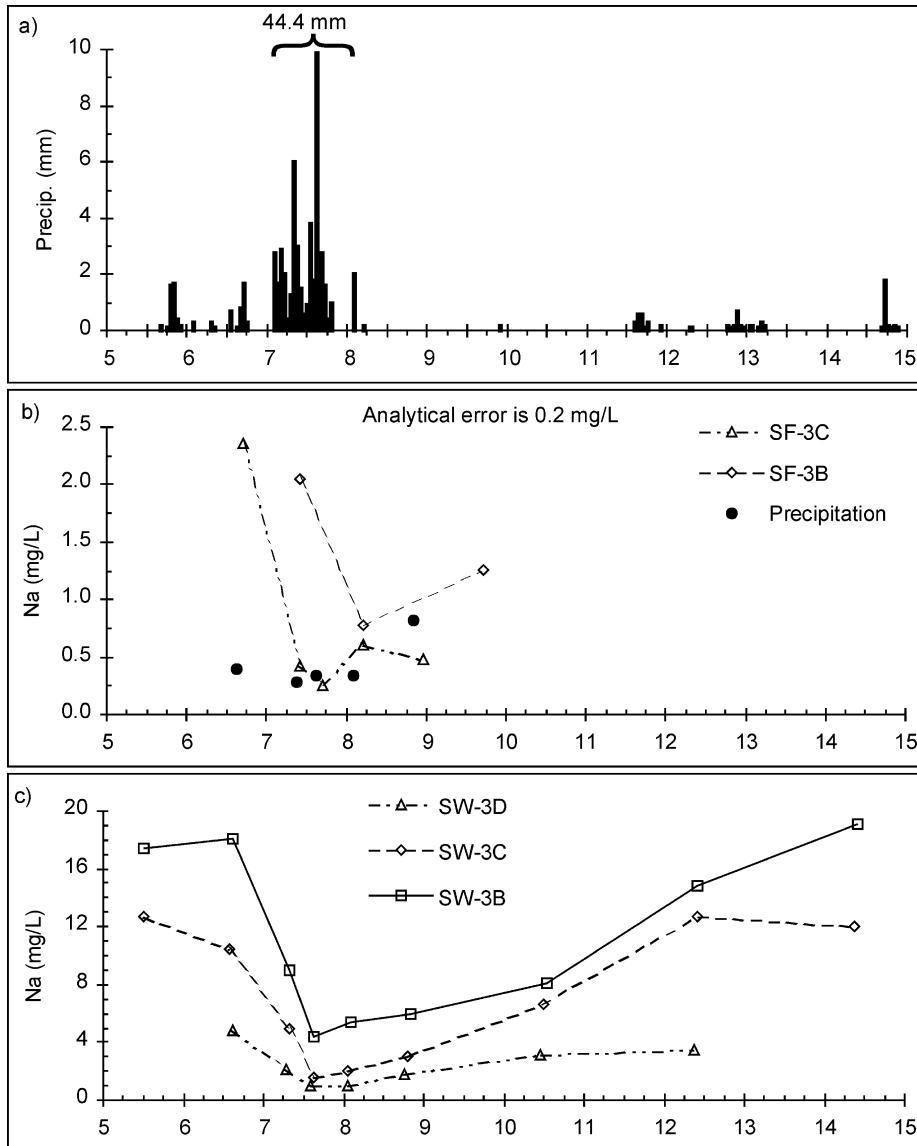 a)
44.4 mm
Precip. (mm)
10
8
6
4
2
0
5 6 7 8 9 10 11 12 13 14 15
b)
Analytical error is 0.2 mg/L
SF-3C
SF-3B
Precipitation
Na (mg/L)
2.5
2.0
1.5
1.0
0.5
0.0
5 6 7 8 9 10 11 12 13 14 15
c)
SW-3D
SW-3C
SW-3B
Na (mg/L)
20
16
12
8
4
0
5 6 7 8 9 10 11 12 13 14 15